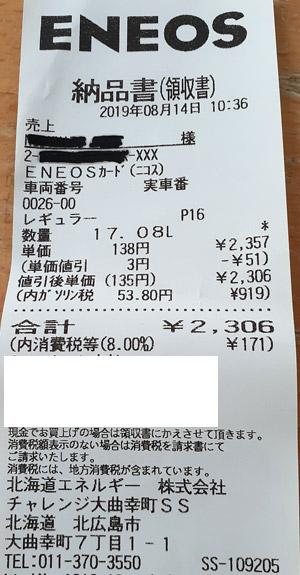 ENEOS
納品書(領収書)
2019年08月14日 10:36
売上
様
2- -XXX
ENEOSカード(ニコス)
車両番号 実車番
0026-00
レギュラー P16
数量 17.08L *
単価 138円 ¥2,357
(単価値引 3円 -¥51)
値引後単価 (135円) ¥2,306
(内ガソリン税 53.80円 ¥919)
合計 ¥2,306
(内消費税等(8.00%) ¥171)
現金でお買上げの場合は領収書にかえさせて頂きます。
消費税額表示のない場合は消費税を請求書にて
ご請求いたします。
消費税には、地方消費税が含まれています。
北海道エネルギー 株式会社
チャレンジ大曲幸町SS
北海道 北広島市
大曲幸町7丁目1-1
TEL:011-370-3550 SS-109205